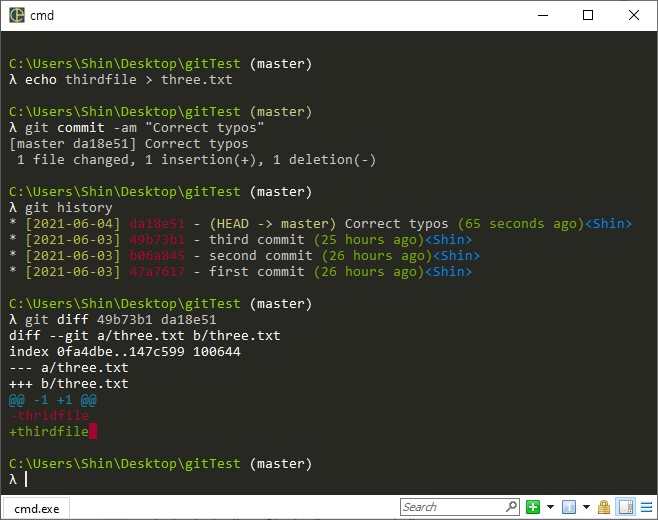 cmd
C:\Users\Shin\Desktop\gitTest (master)
λ echo thirdfile > three.txt
C:\Users\Shin\Desktop\gitTest (master)
λ git commit -am "Correct typos"
[master da18e51] Correct typos
1 file changed, 1 insertion(+), 1 deletion(-)
C:\Users\Shin\Desktop\gitTest (master)
λ git history
* [2021-06-04] da18e51 - (HEAD -> master) Correct typos (65 seconds ago)<Shin>
* [2021-06-03] 49b73b1 - third commit (25 hours ago)<Shin>
* [2021-06-03] b06a845 - second commit (26 hours ago)<Shin>
* [2021-06-03] 47a7617 - first commit (26 hours ago)<Shin>
C:\Users\Shin\Desktop\gitTest (master)
λ git diff 49b73b1 da18e51
diff --git a/three.txt b/three.txt
index 0fa4dbe..147c599 100644
--- a/three.txt
+++ b/three.txt
@@ -1 +1 @@
-thridfile
+thirdfile
C:\Users\Shin\Desktop\gitTest (master)
λ
cmd.exe
Search